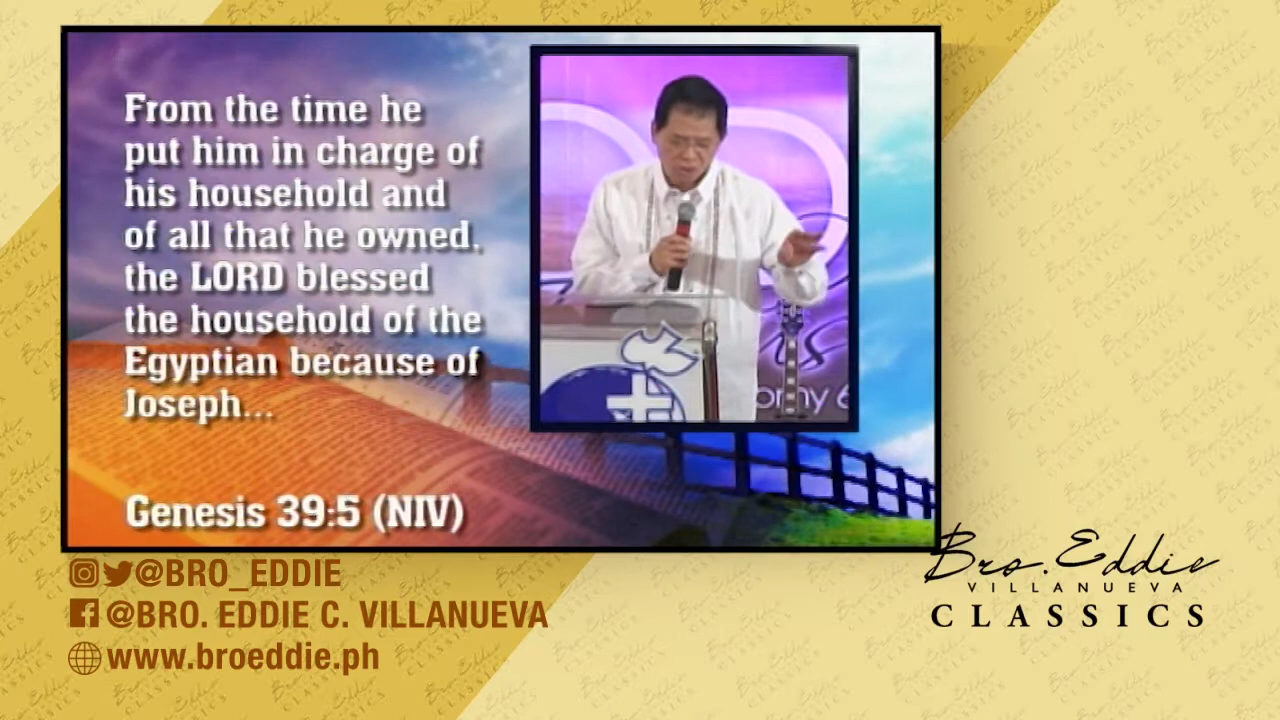 From the time he
put him in charge of
his household and
of all that he owned,
the LORD blessed
the household of the
Egyptian because of
Joseph...
Genesis 39:5 (NIV)
@BRO_EDDIE
@BRO. EDDIE C. VILLANUEVA
www.broeddie.ph
Bro. Eddie
VILLANUEVA
CLASSICS